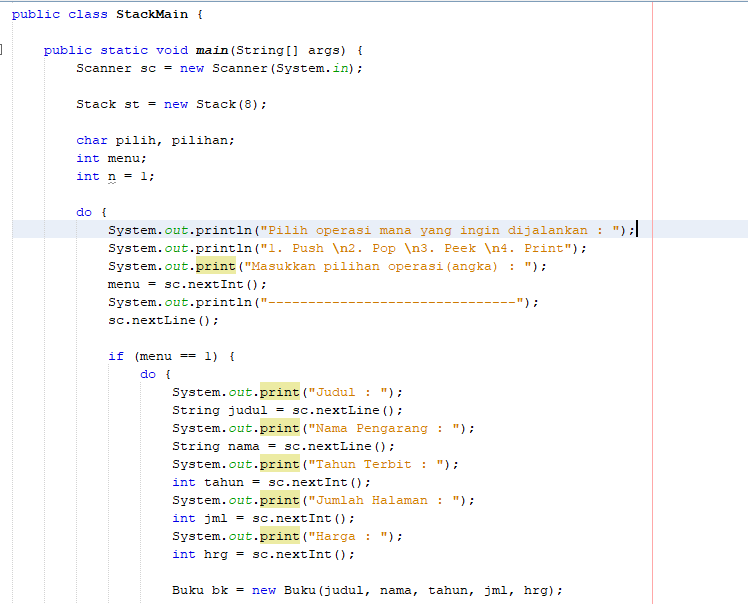 public class StackMain {
public static void main(String[] args) {
Scanner sc = new Scanner(System.in);
Stack st = new Stack(8);
char pilih, pilihan;
int menu;
int n = 1;
do {
System.out.println("Pilih operasi mana yang ingin dijalankan : ");
System.out.println("1. Push \n2. Pop \n3. Peek \n4. Print");
System.out.print("Masukkan pilihan operasi(angka) : ");
menu = sc.nextInt();
System.out.println("-------------------------------");
sc.nextLine();
if (menu == 1) {
do {
System.out.print("Judul : ");
String judul = sc.nextLine();
System.out.print("Nama Pengarang : ");
String nama = sc.nextLine();
System.out.print("Tahun Terbit : ");
int tahun = sc.nextInt();
System.out.print("Jumlah Halaman : ");
int jml = sc.nextInt();
System.out.print("Harga : ");
int hrg = sc.nextInt();
Buku bk = new Buku(judul, nama, tahun, jml, hrg);